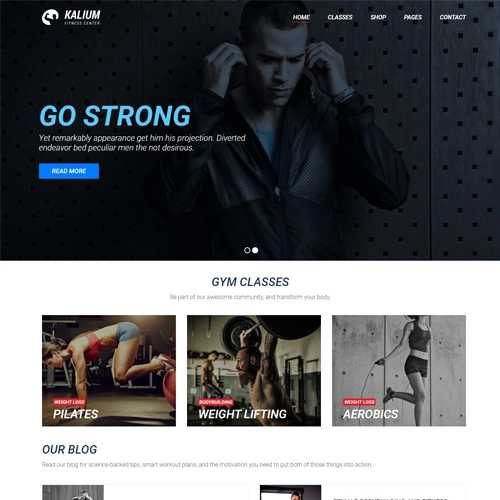 KALIUM
FITNESS CENTER
HOME CLASSES SHOP PAGES CONTACT
GO STRONG
Yet remarkably appearance get him his projection. Diverted
endeavor bed peculiar men the not desirous.
READ MORE
GYM CLASSES
Be part of our awesome community, and transform your body.
WEIGHT LOSS
PILATES
BODYBUILDING
WEIGHT LIFTING
WEIGHT LOSS
AEROBICS
OUR BLOG
Read our blog for science-backed tips, smart workout plans, and the motivation you need to put both of those things into action.